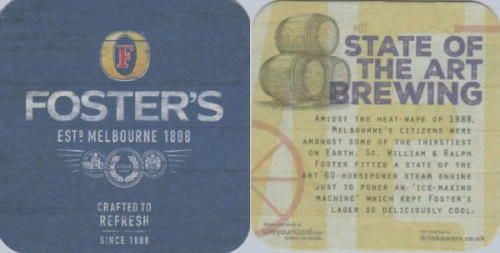 F
FOSTER'S
ESTD MELBOURNE 1888
CRAFTED TO
REFRESH
SINCE 1888
STATE OF
THE ART
BREWING
AMIDST THE HEAT-WAVE OF 1888,
MELBOURNE'S CITIZENS WERE
AMONGST SOME OF THE THIRSTIEST
ON EARTH. SO, WILLIAM & RALPH
FOSTER FITTED A STATE OF THE
ART 60-HORSEPOWER STEAM ENGINE
JUST TO POWER AN 'ICE-MAKING
MACHINE' WHICH KEPT FOSTER'S
LAGER SO DELICIOUSLY COOL.
drinkaware.co.uk